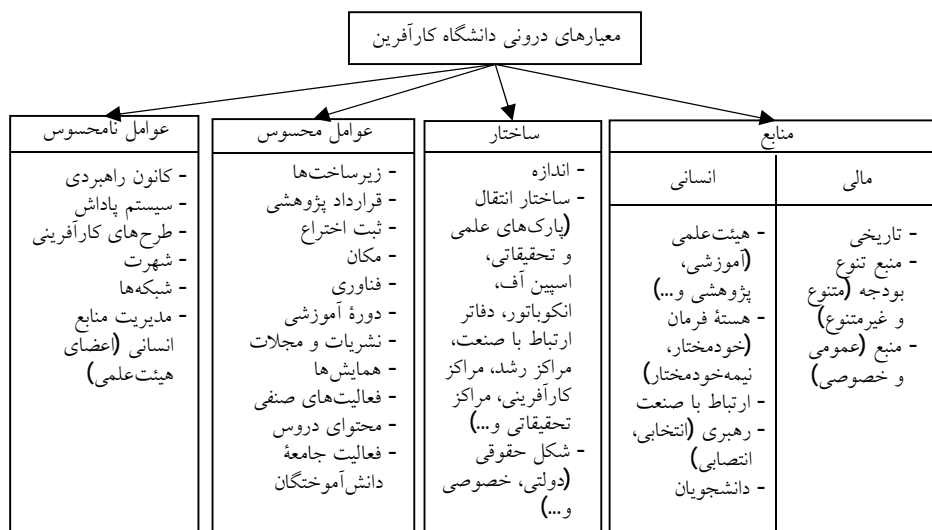 معیارهای درونی دانشگاه کارآفرین
منابع
مالی
- تاریخی
- منبع تنوع
بودجه (متنوع
و غیرمتنوع)
- منبع (عمومی
و خصوصی)
انسانی
- هیئت‌علمی
(آموزشی،
پژوهشی و...)
- هستهٔ فرمان
(خودمختار،
نیمه‌خودمختار)
- ارتباط با صنعت
- رهبری (انتخابی،
انتصابی)
- دانشجویان
ساختار
- اندازه
- ساختار انتقال
(پارک‌های علمی
و تحقیقاتی،
اسپین آف،
انکوباتور، دفاتر
ارتباط با صنعت،
مراکز رشد، مراکز
کارآفرینی، مراکز
تحقیقاتی و...)
- شکل حقوقی
(دولتی، خصوصی
و...)
عوامل محسوس
- زیرساخت‌ها
- قرارداد پژوهشی
- ثبت اختراع
- مکان
- فناوری
- دورهٔ آموزشی
- نشریات و مجلات
- همایش‌ها
- فعالیت‌های صنفی
- محتوای دروس
- فعالیت جامعهٔ
دانش‌آموختگان
عوامل نامحسوس
- کانون راهبردی
- سیستم پاداش
- طرح‌های کارآفرینی
- شهرت
- شبکه‌ها
- مدیریت منابع
انسانی (اعضای
هیئت‌علمی)